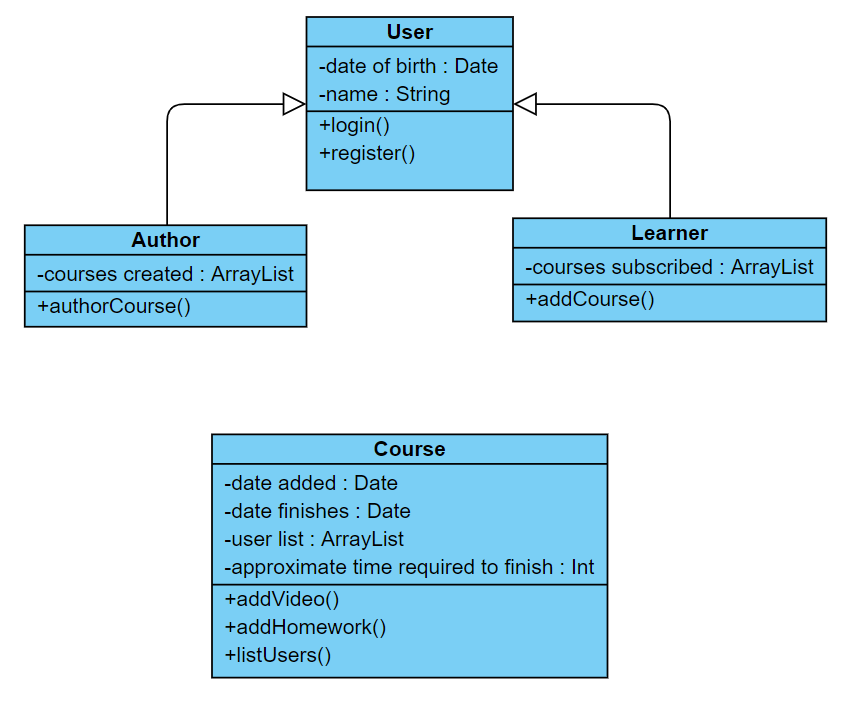 User
-date of birth : Date
-name : String
+login()
+register()
Author
-courses created : ArrayList
+authorCourse()
Learner
-courses subscribed : ArrayList
+addCourse()
Course
-date added : Date
-date finishes : Date
-user list : ArrayList
-approximate time required to finish : Int
+addVideo()
+addHomework()
+listUsers()